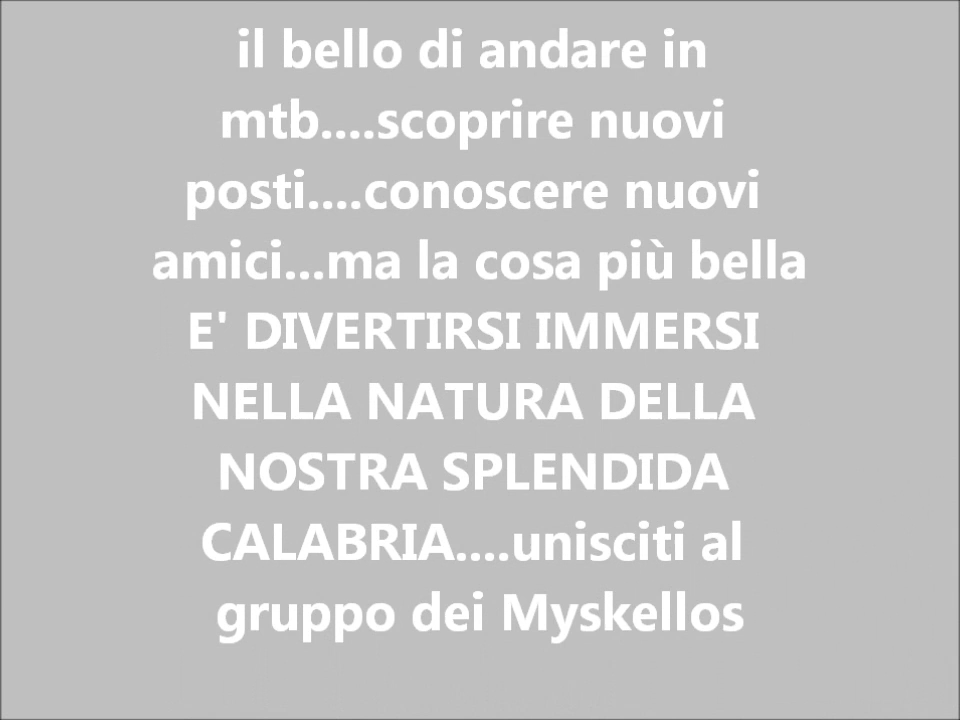 il bello di andare in
mtb....scoprire nuovi
posti....conoscere nuovi
amici...ma la cosa più bella
E' DIVERTIRSI IMMERSI
NELLA NATURA DELLA
NOSTRA SPLENDIDA
CALABRIA....unisciti al
gruppo dei Myskellos